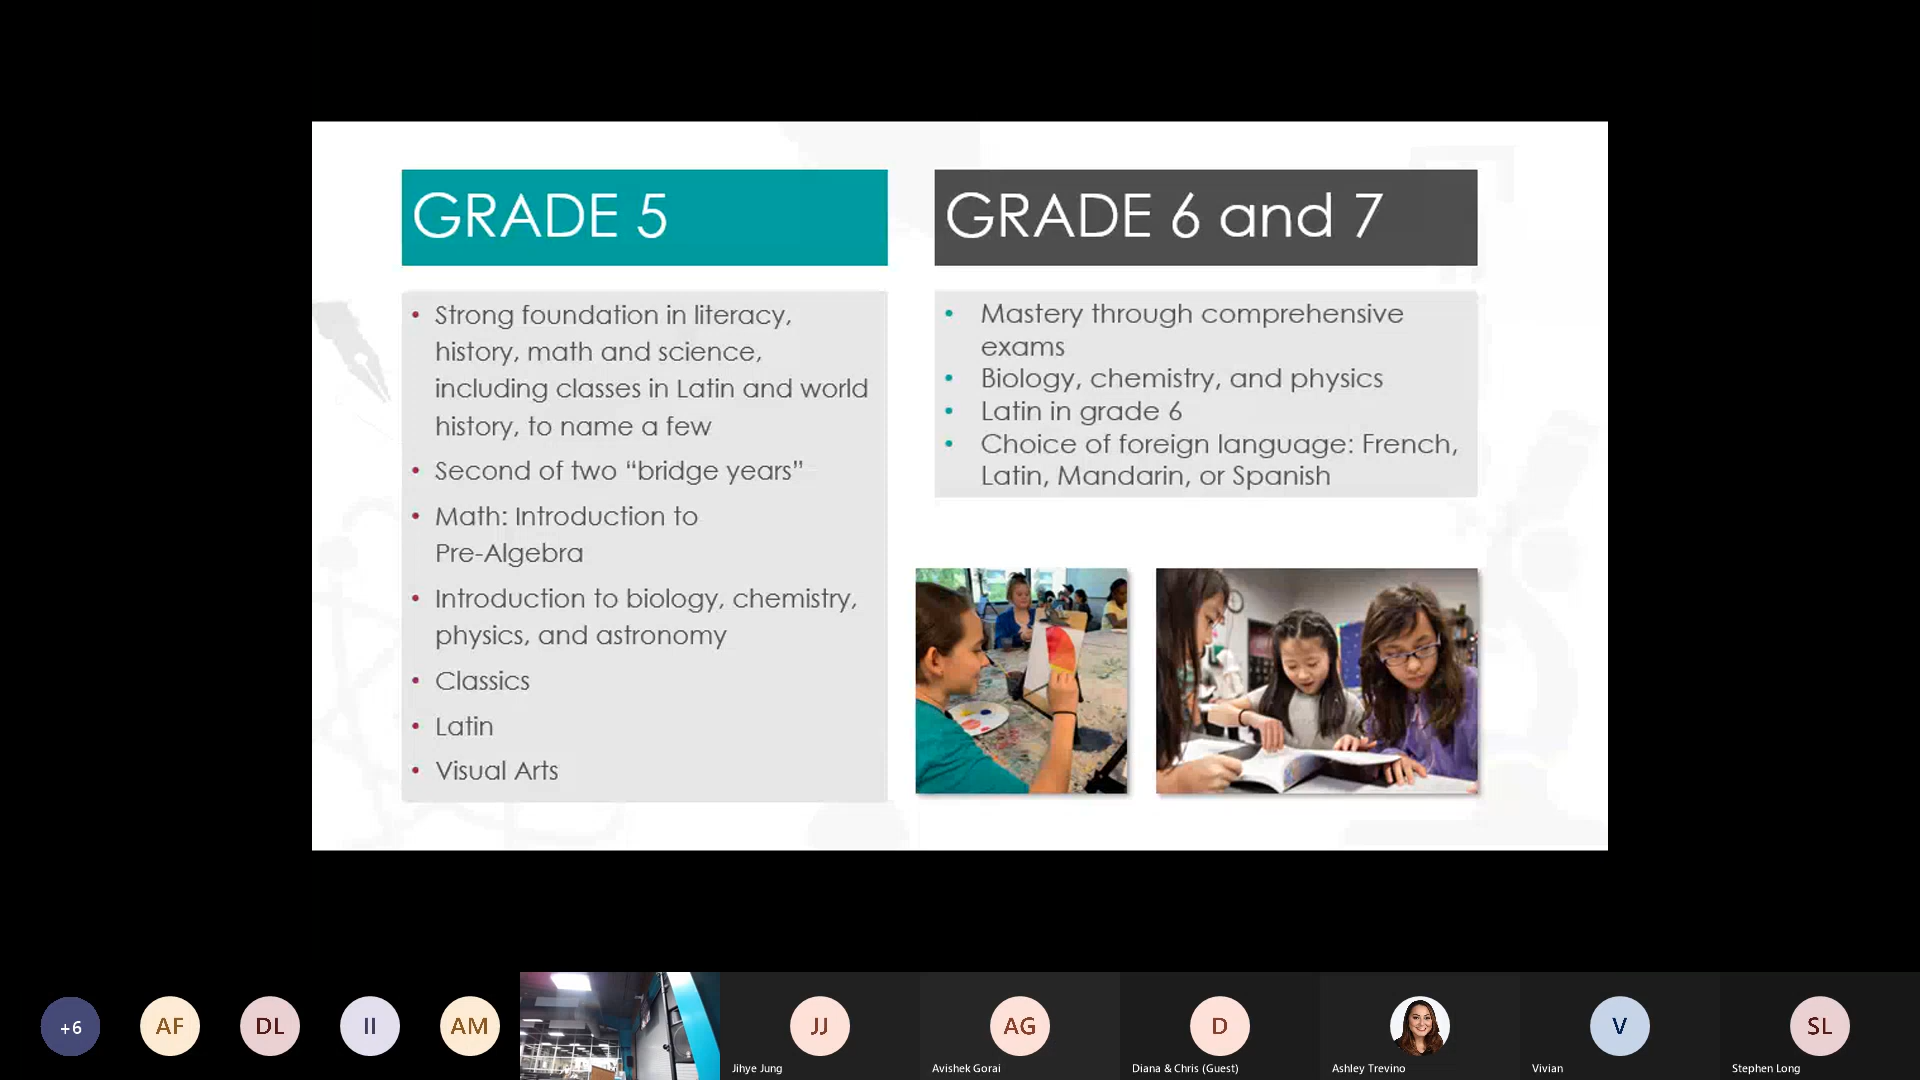 GRADE 5
Strong foundation in literacy,
history, math and science,
including classes in Latin and world
history, to name a few
Second of two “bridge years”
Math: Introduction to
Pre-Algebra
Introduction to biology, chemistry,
physics, and astronomy
Classics
Latin
Visual Arts
GRADE 6 and 7
Mastery through comprehensive
exams
Biology, chemistry, and physics
Latin in grade 6
Choice of foreign language: French,
Latin, Mandarin, or Spanish
+6
AF
DL
II
AM
JJ
Jihye Jung
AG
Avishek Gorai
D
Diana & Chris (Guest)
Ashley Trevino
V
Vivian
SL
Stephen Long